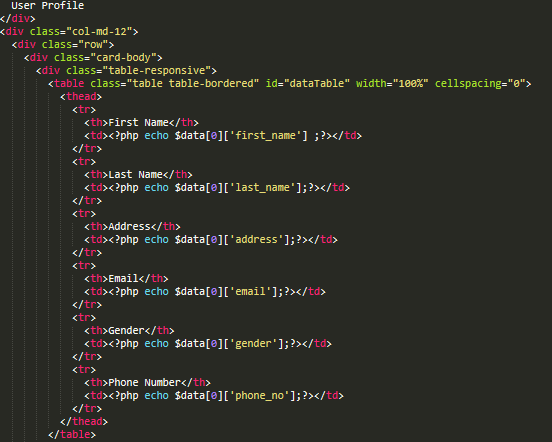 User Profile
</div>
<div class="col-md-12">
<div class="row">
<div class="card-body">
<div class="table-responsive">
<table class="table table-bordered" id="dataTable" width="100%" cellspacing="0">
<thead>
<tr>
<th>First Name</th>
<td><?php echo $data[0]['first_name'] ;?></td>
</tr>
<tr>
<th>Last Name</th>
<td><?php echo $data[0]['last_name'];?></td>
</tr>
<tr>
<th>Address</th>
<td><?php echo $data[0]['address'];?></td>
</tr>
<tr>
<th>Email</th>
<td><?php echo $data[0]['email'];?></td>
</tr>
<tr>
<th>Gender</th>
<td><?php echo $data[0]['gender'];?></td>
</tr>
<tr>
<th>Phone Number</th>
<td><?php echo $data[0]['phone_no'];?></td>
</tr>
</thead>
</table>